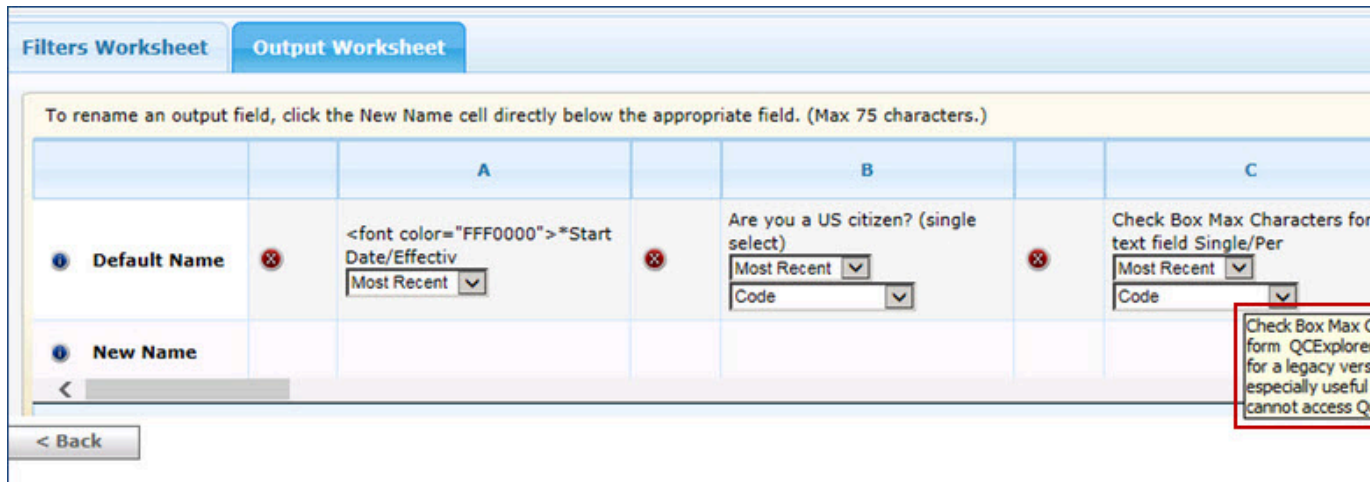 Filters Worksheet
Output Worksheet
To rename an output field, click the New Name cell directly below the appropriate field. (Max 75 characters.)
A
B
C
Default Name
<font color="FFF0000">*Start
Date/Effectiv
Most Recent
Are you a US citizen? (single
select)
Most Recent
Code
Check Box Max Characters for
text field Single/Per
Most Recent
Code
Check Box Max
form QCExplorer
for a legacy vers
especially useful
cannot access Q
New Name
<
< Back